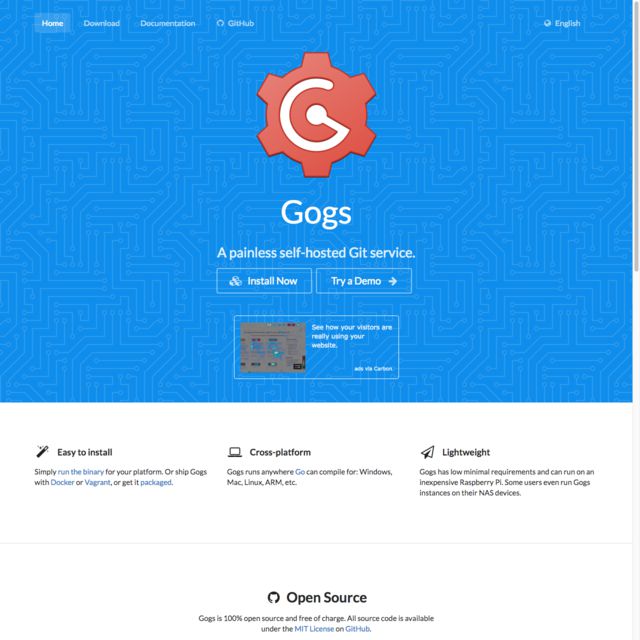 Home
Download
Documentation
GitHub
English
Gogs
A painless self-hosted Git service.
Install Now
Try a Demo
See how your visitors are
really using your
website.
ads via Carbon
Easy to install
Simply run the binary for your platform. Or ship Gogs
with Docker or Vagrant, or get it packaged.
Cross-platform
Gogs runs anywhere Go can compile for: Windows,
Mac, Linux, ARM, etc.
Lightweight
Gogs has low minimal requirements and can run on an
inexpensive Raspberry Pi. Some users even run Gogs
instances on their NAS devices.
Open Source
Gogs is 100% open source and free of charge. All source code is available
under the MIT License on GitHub.